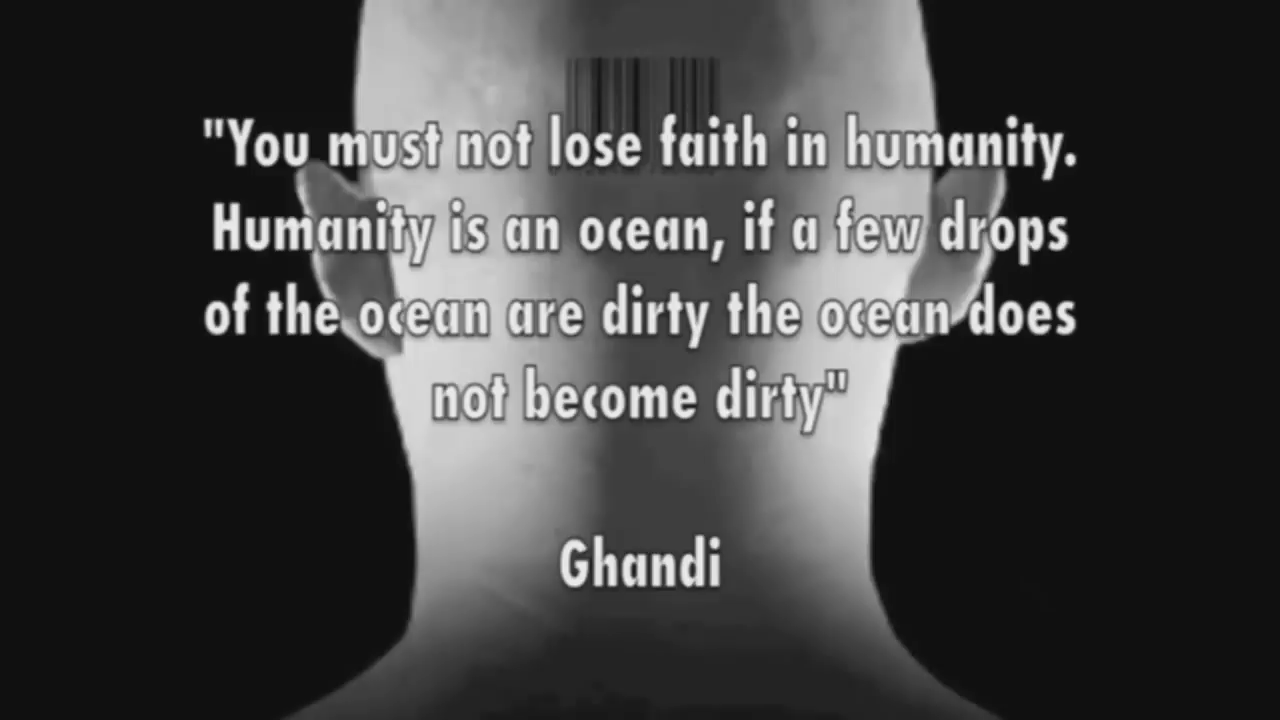 "You must not lose faith in humanity.
Humanity is an ocean, if a few drops
of the ocean are dirty the ocean does
not become dirty"
Ghandi